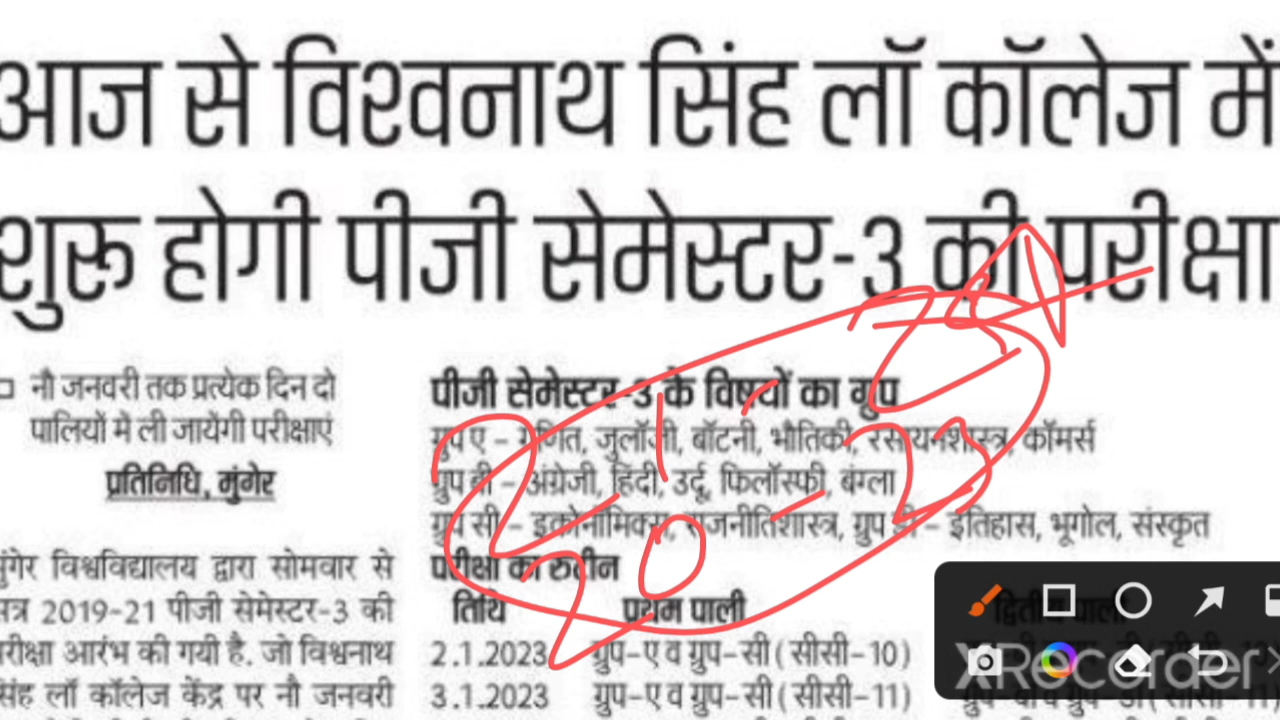 आज से विश्वनाथ सिंह लॉ कॉलेज में
शुरू होगी पीजी सेमेस्टर-3 की परीक्षा
नौ जनवरी तक प्रत्येक दिन दो
पालियों में ली जायेंगी परीक्षाएं
प्रतिनिधि, मुंगेर
मुंगेर विश्वविद्यालय द्वारा सोमवार से
सत्र 2019-21 पीजी सेमेस्टर-3 की
परीक्षा आरंभ की गयी है. जो विश्वनाथ
सिंह लॉ कॉलेज केंद्र पर नौ जनवरी
पीजी सेमेस्टर-3 के विषयों का ग्रुप
ग्रुप ए – गणित, जुलॉजी, बॉटनी, भौतिकी, रसायनशास्त्र, कॉमर्स
ग्रुप बी – अंग्रेजी, हिंदी, उर्दू, फिलॉस्फी, बंग्ला
ग्रुप सी – इकोनॉमिक्स, राजनीतिशास्त्र, ग्रुप डी – इतिहास, भूगोल, संस्कृत
परीक्षा का रुटीन
तिथि प्रथम पाली द्वितीय पाली
2.1.2023 ग्रुप-ए व ग्रुप-सी (सीसी-10)
3.1.2023 ग्रुप-ए व ग्रुप-सी (सीसी-11)
XRecorder